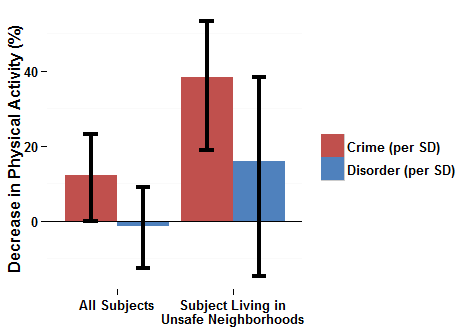 Decrease in Physical Activity (%)
40
20
0
All Subjects
Subject Living in
Unsafe Neighborhoods
Crime (per SD)
Disorder (per SD)